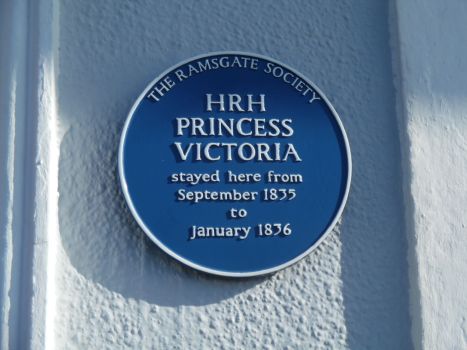 THE RAMSGATE SOCIETY
HRH
PRINCESS
VICTORIA
stayed here from
September 1835
to
January 1836